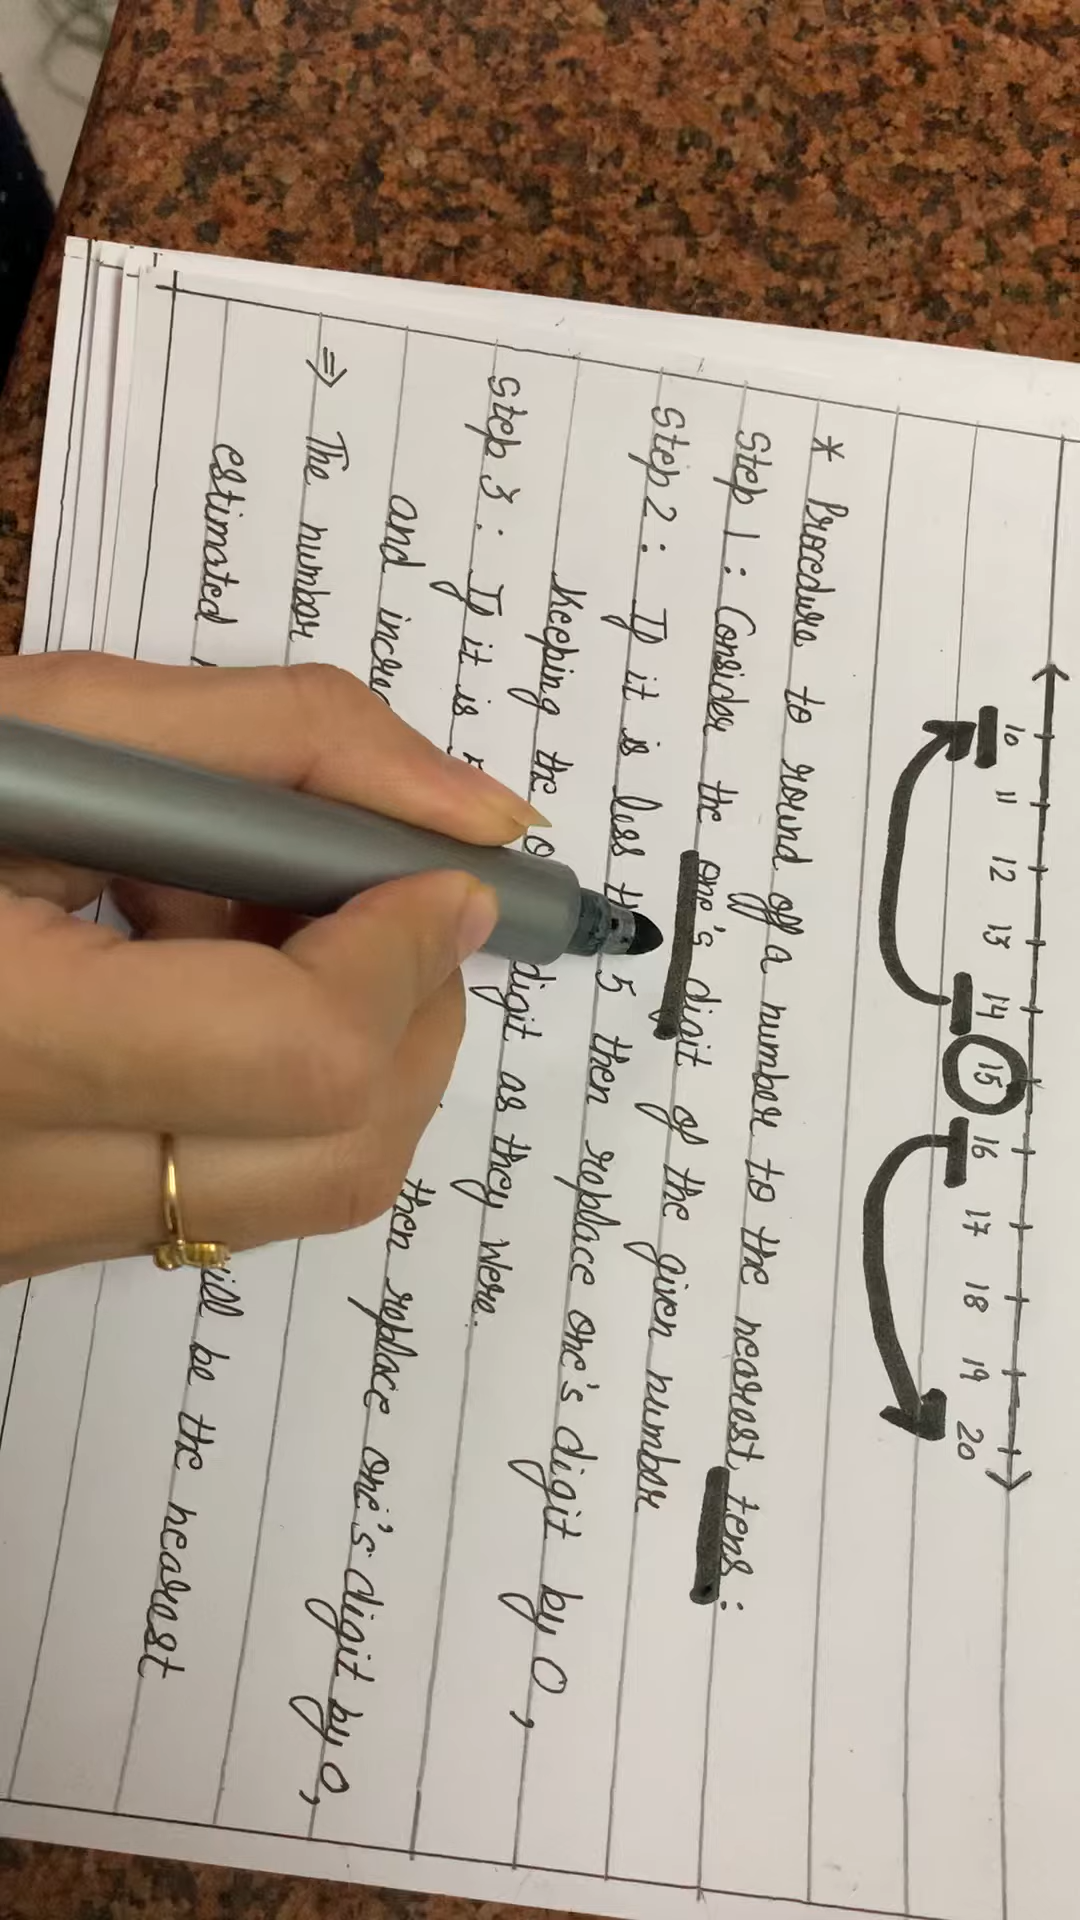 10 11 12 13 14 15 16 17 18 19 20
* Procedure to round off a number to the nearest tens:
Step 1: Consider the one's digit of the given number
Step 2: If it is less 5 then replace one's digit by 0,
Keeping the digit as they were.
Step 3: If it is then replace one's digit by 0,
and
⇒ The number
estimated will be the nearest